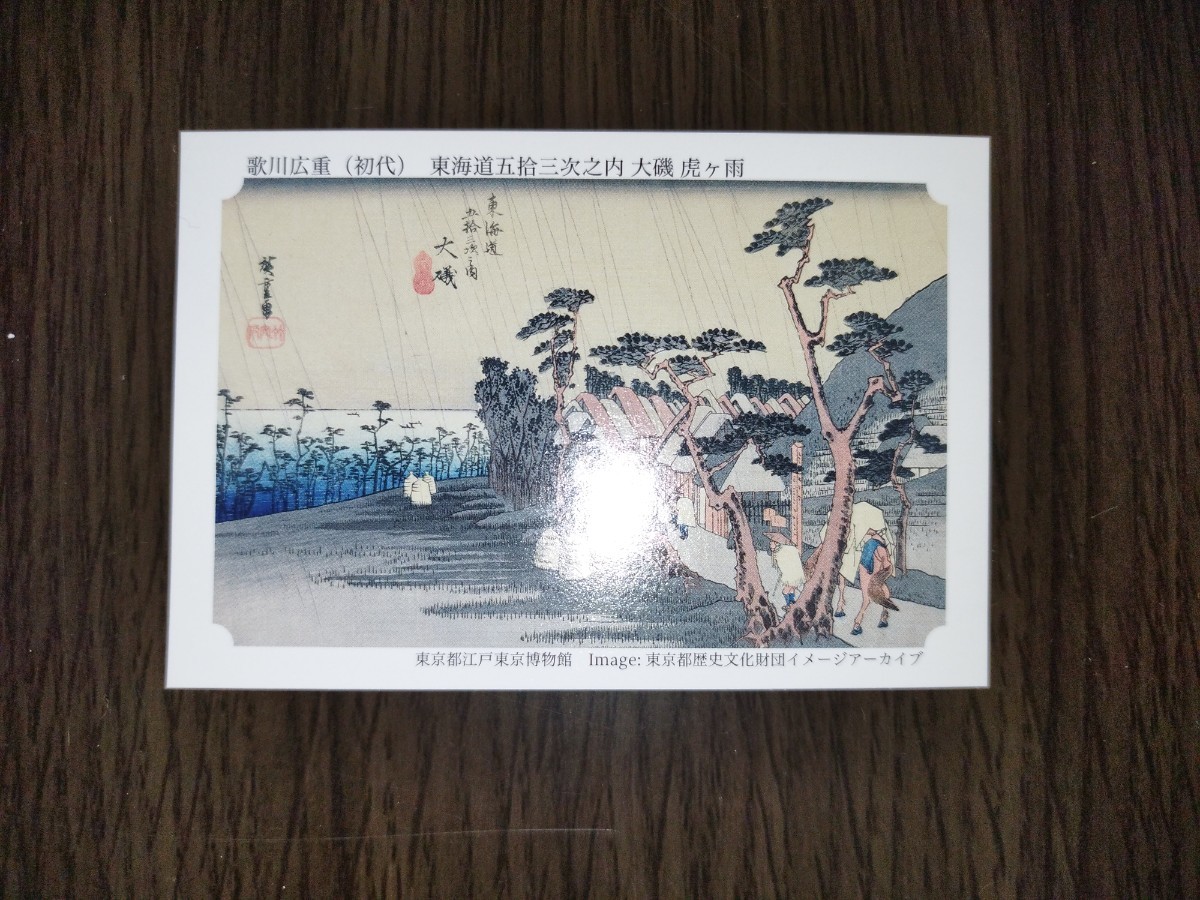 歌川広重（初代）　東海道五拾三次之内 大磯 虎ヶ雨
東海道
五拾三次之内
大磯
廣重画
東京都江戸東京博物館　Image: 東京都歴史文化財団イメージアーカイブ